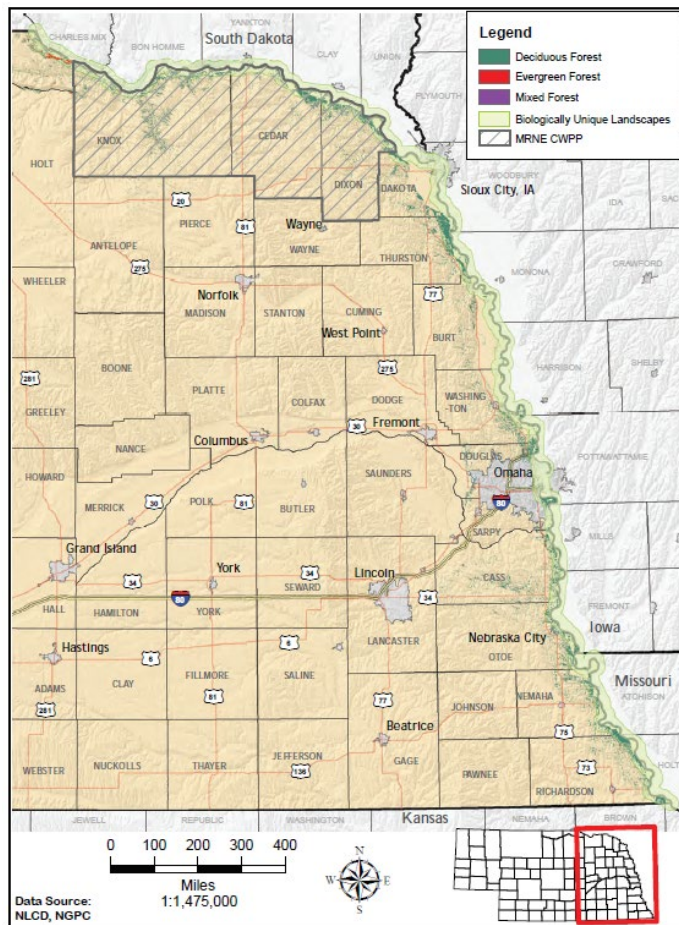 CHARLES MIX
BON HOMME
YANKTON
South Dakota
CLAY
UNION
PLYMOUTH
Legend
Deciduous Forest
Evergreen Forest
Mixed Forest
Biologically Unique Landscapes
MRNE CWPP
KNOX
CEDAR
DIXON
HOLT
DAKOTA
WOODBURY
Sioux City, IA
IDA
SAC
20
PIERCE
81
Wayne
WAYNE
ANTELOPE
275
THURSTON
MONONA
CRAWFORD
WHEELER
Norfolk
MADISON
STANTON
CUMING
77
West Point
BURT
BOONE
HARRISON
SHELBY
281
275
GREELEY
PLATTE
COLFAX
DODGE
WASHING
-TON
NANCE
Columbus
30
Fremont
DOUGLAS
POTTAWATTAMIE
HOWARD
Omaha
SAUNDERS
MERRICK
30
POLK
81
BUTLER
80
SARPY
MILLS
Grand Island
York
34
Lincoln
CASS
34
SEWARD
34
HALL
HAMILTON
80
YORK
FREMONT
Iowa
6
LANCASTER
Nebraska City
OTOE
Hastings
6
Missouri
ADAMS
CLAY
FILLMORE
SALINE
ATCHISON
281
81
77
JOHNSON
NEMAHA
Beatrice
75
WEBSTER
NUCKOLLS
THAYER
JEFFERSON
136
GAGE
PAWNEE
73
RICHARDSON
HOLT
JEWELL
REPUBLIC
WASHINGTON
Kansas
NEMAHA
BROWN
0 100 200 300 400
Miles
1:1,475,000
N
W E
S
Data Source:
NLCD, NGPC